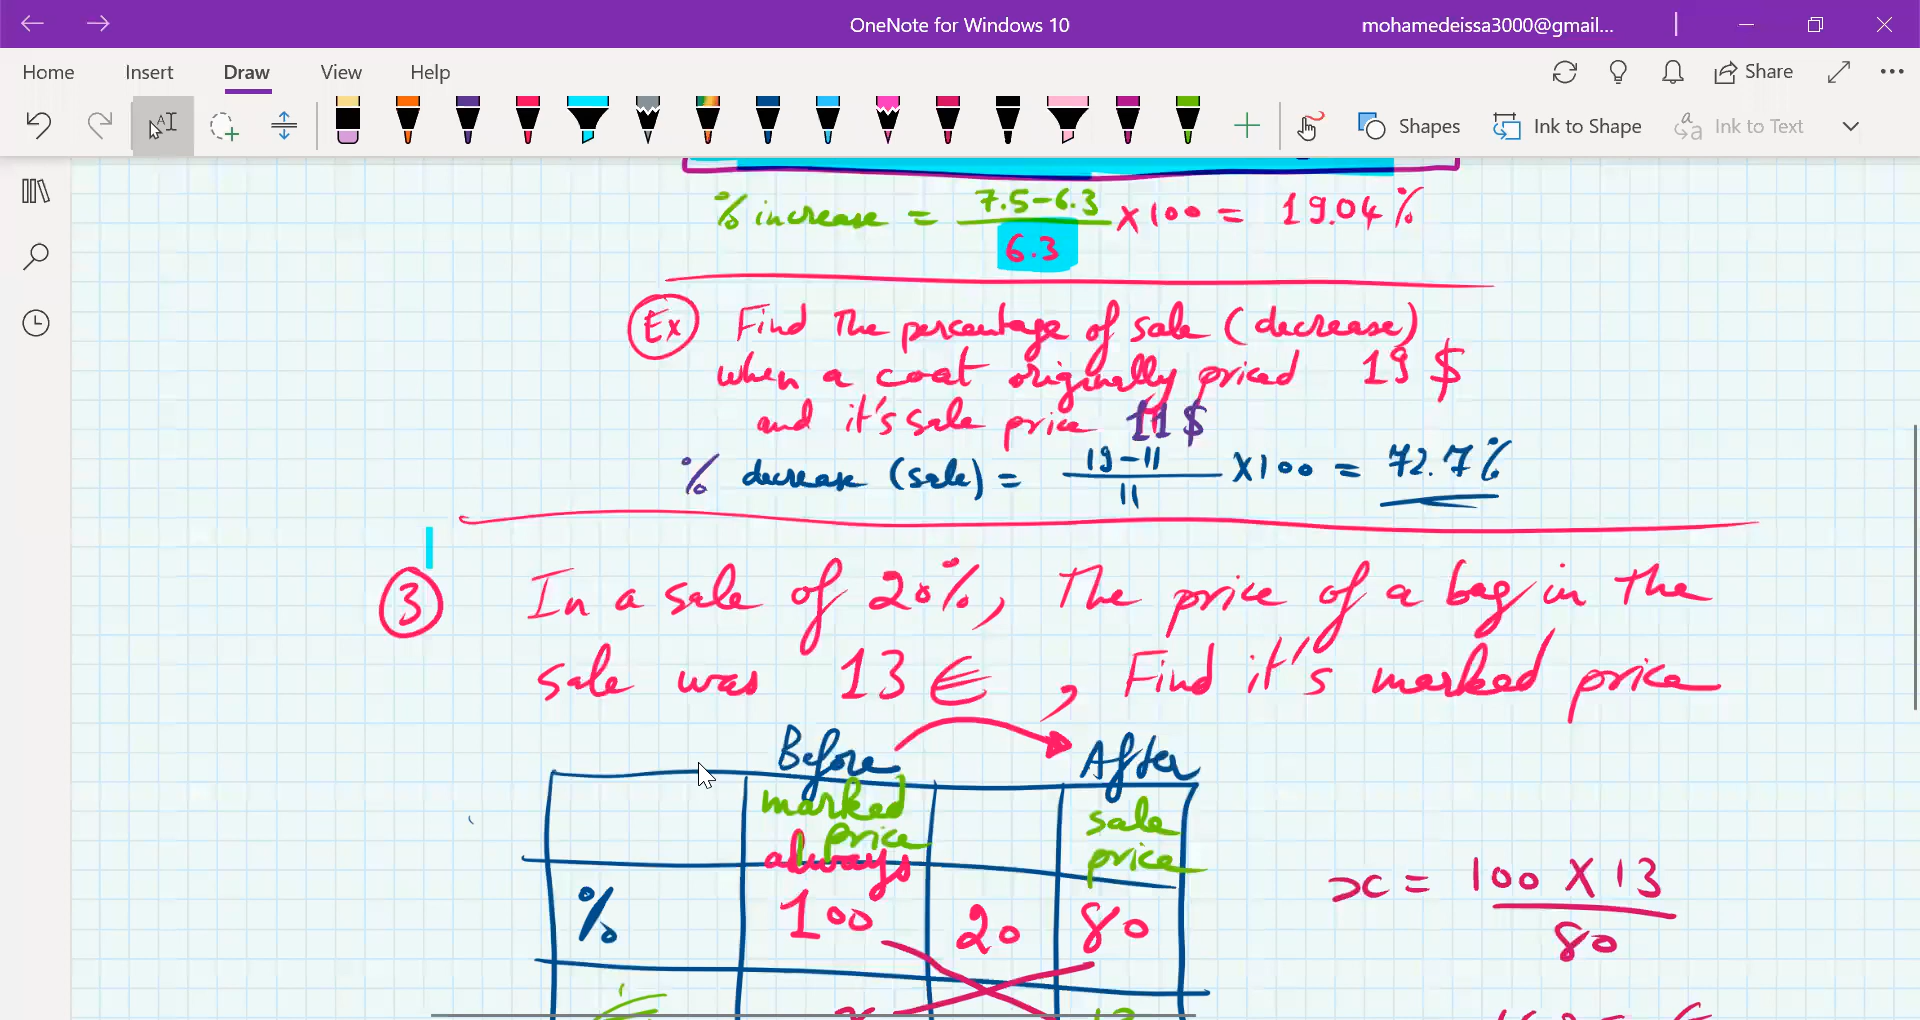 OneNote for Windows 10
mohamedeissa3000@gmail...
Home Insert Draw View Help
Share
Shapes Ink to Shape Ink to Text
% increase = 7.5-6.3 / 6.3 X 100 = 19.04 %
Ex Find The percentage of sale (decrease)
when a coat originally priced 19 $
and it's sale price 11 $
% decrease (sale) = 19-11 / 11 X 100 = 72.7 %
3 In a sale of 20%, The price of a bag in the
sale was 13 €, Find it's marked price
Before After
marked price sale price
always
% 100 20 80
x = 100 X 13 / 80